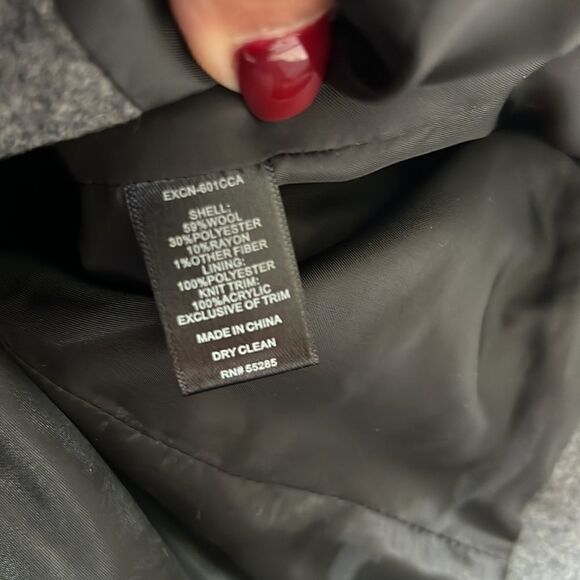 EXCN-601CCA
SHELL:
59%WOOL
30%POLYESTER
10%RAYON
1%OTHER FIBER
LINING:
100%POLYESTER
KNIT TRIM:
100%ACRYLIC
EXCLUSIVE OF TRIM
MADE IN CHINA
DRY CLEAN
RN# 55285